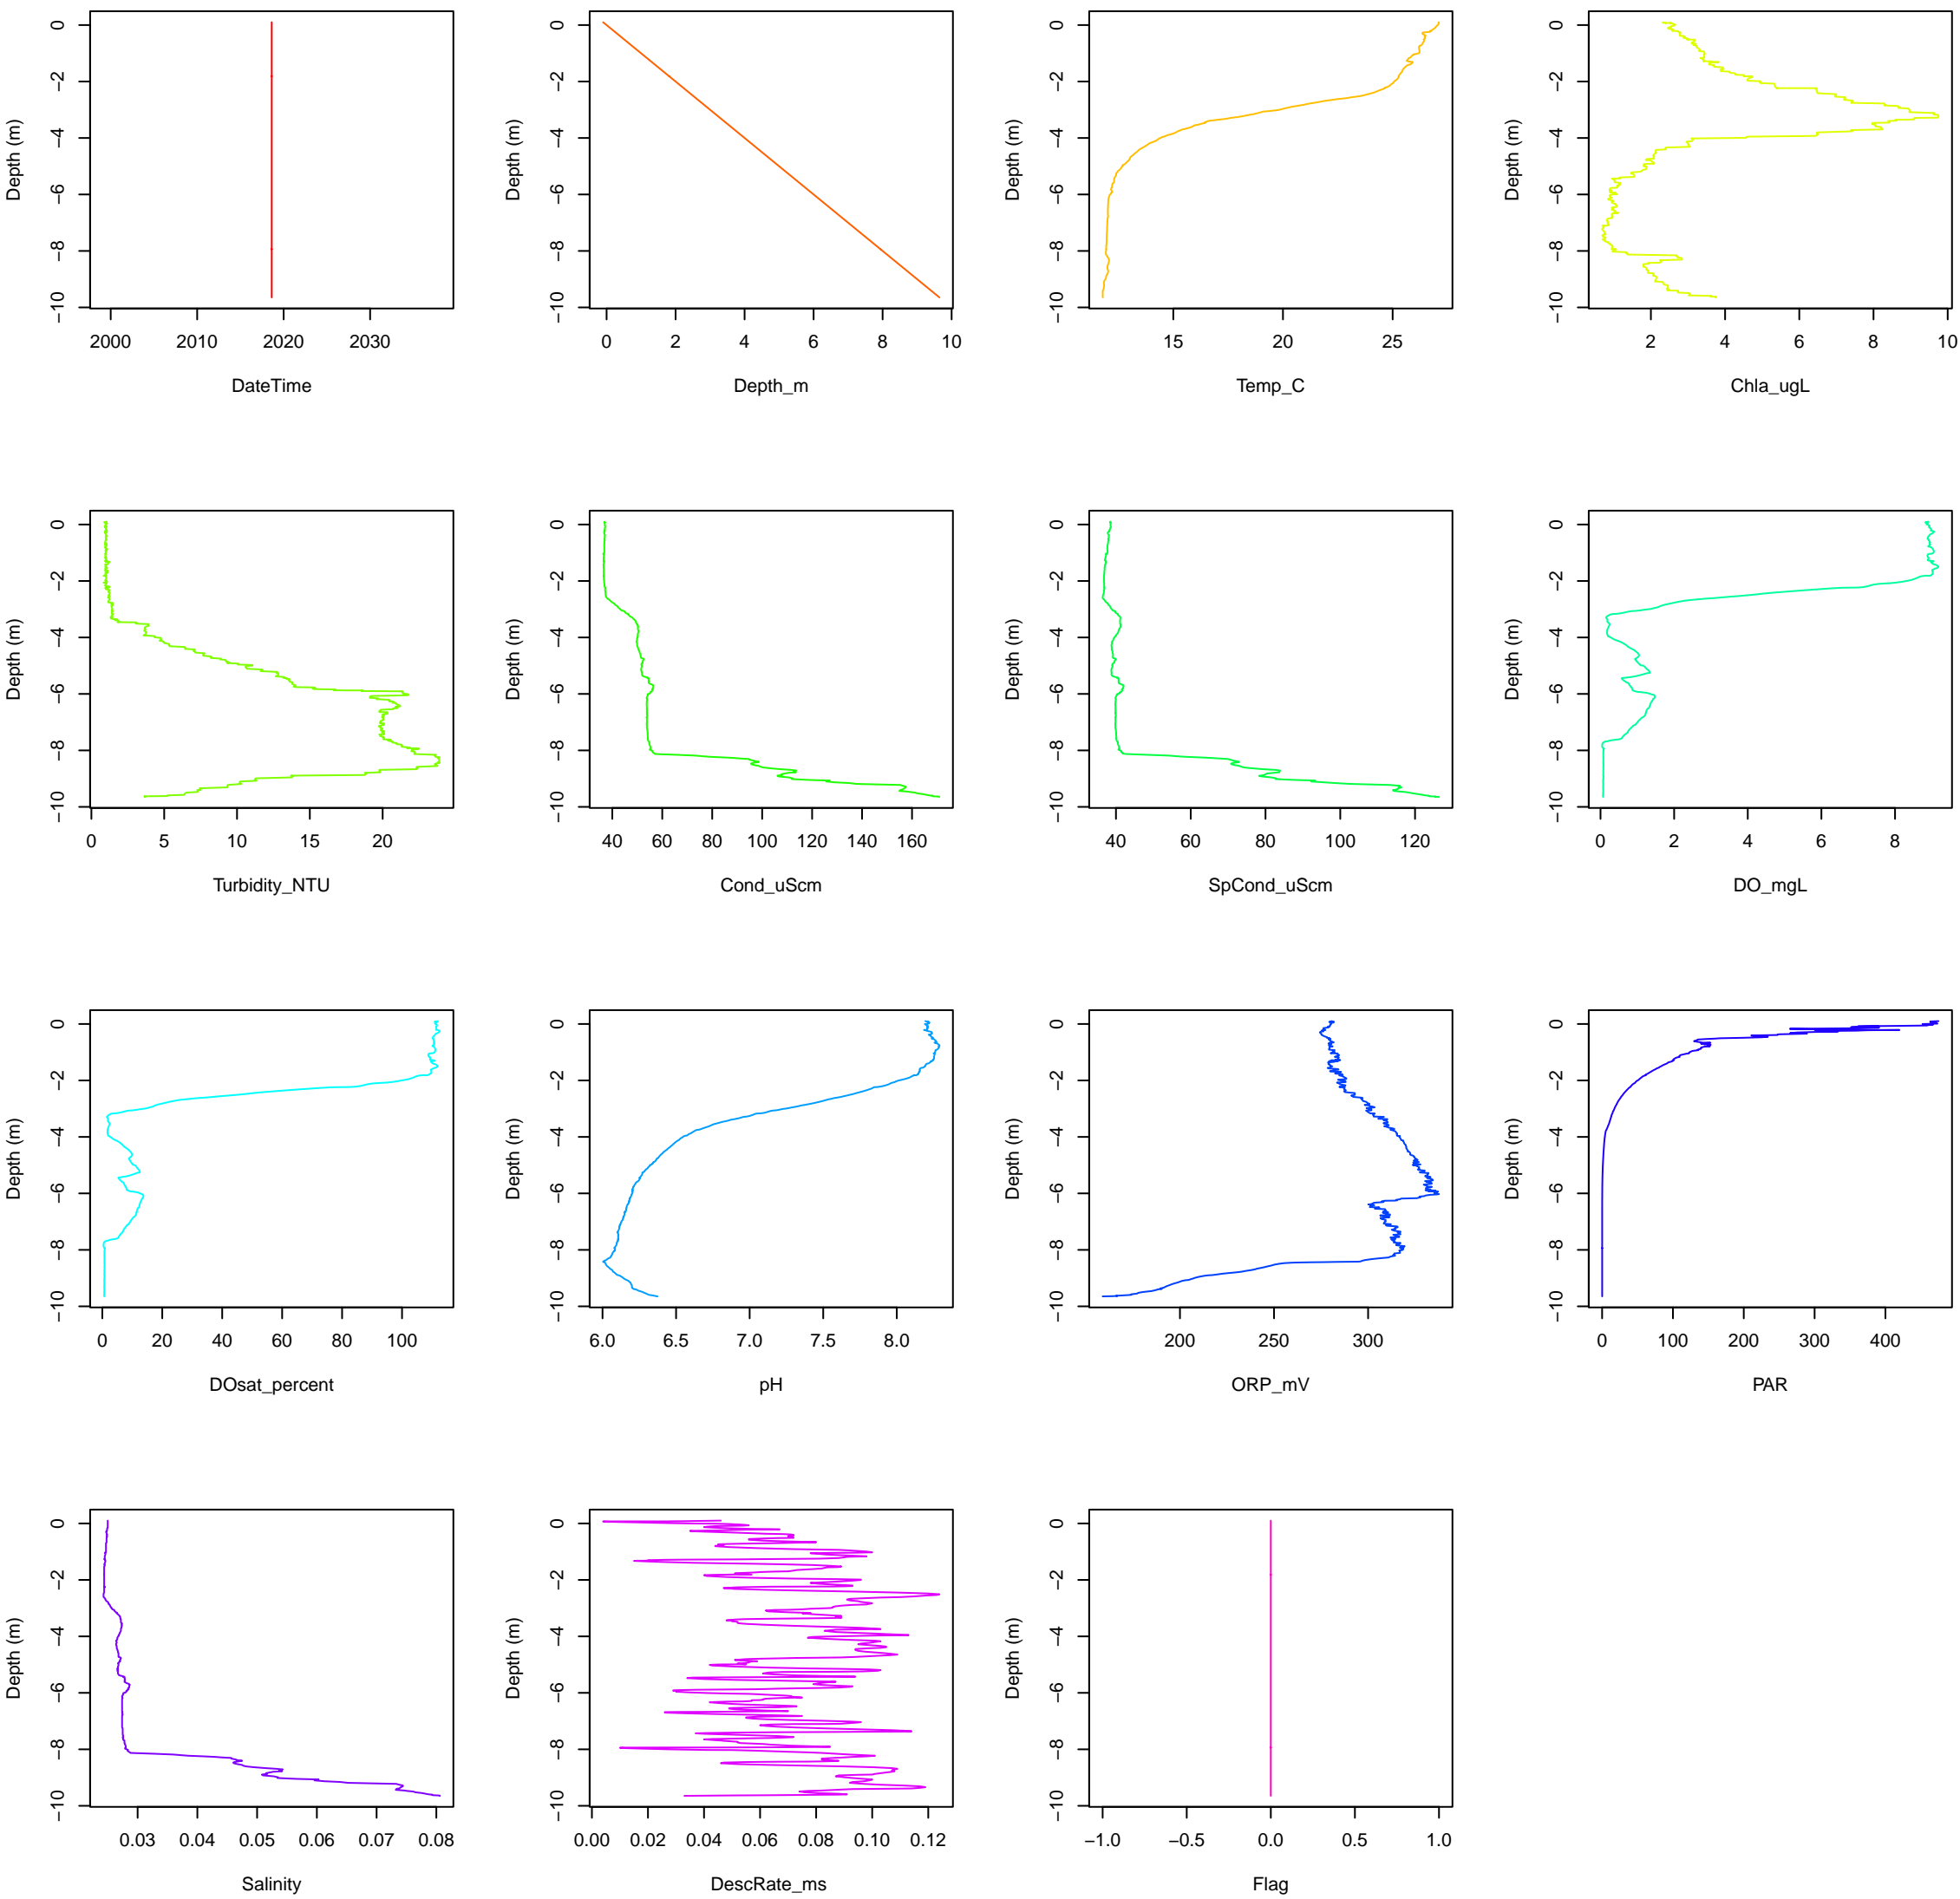 Depth (m)
0
−2
−4
−6
−8
−10
2000 2010 2020 2030
DateTime
Depth (m)
0
−2
−4
−6
−8
−10
0 2 4 6 8 10
Depth_m
Depth (m)
0
−2
−4
−6
−8
−10
15 20 25
Temp_C
Depth (m)
0
−2
−4
−6
−8
−10
2 4 6 8 10
Chla_ugL
Depth (m)
0
−2
−4
−6
−8
−10
0 5 10 15 20
Turbidity_NTU
Depth (m)
0
−2
−4
−6
−8
−10
40 60 80 100 120 140 160
Cond_uScm
Depth (m)
0
−2
−4
−6
−8
−10
40 60 80 100 120
SpCond_uScm
Depth (m)
0
−2
−4
−6
−8
−10
0 2 4 6 8
DO_mgL
Depth (m)
0
−2
−4
−6
−8
−10
0 20 40 60 80 100
DOsat_percent
Depth (m)
0
−2
−4
−6
−8
−10
6.0 6.5 7.0 7.5 8.0
pH
Depth (m)
0
−2
−4
−6
−8
−10
200 250 300
ORP_mV
Depth (m)
0
−2
−4
−6
−8
−10
0 100 200 300 400
PAR
Depth (m)
0
−2
−4
−6
−8
−10
0.03 0.04 0.05 0.06 0.07 0.08
Salinity
Depth (m)
0
−2
−4
−6
−8
−10
0.00 0.02 0.04 0.06 0.08 0.10 0.12
DescRate_ms
Depth (m)
0
−2
−4
−6
−8
−10
−1.0 −0.5 0.0 0.5 1.0
Flag